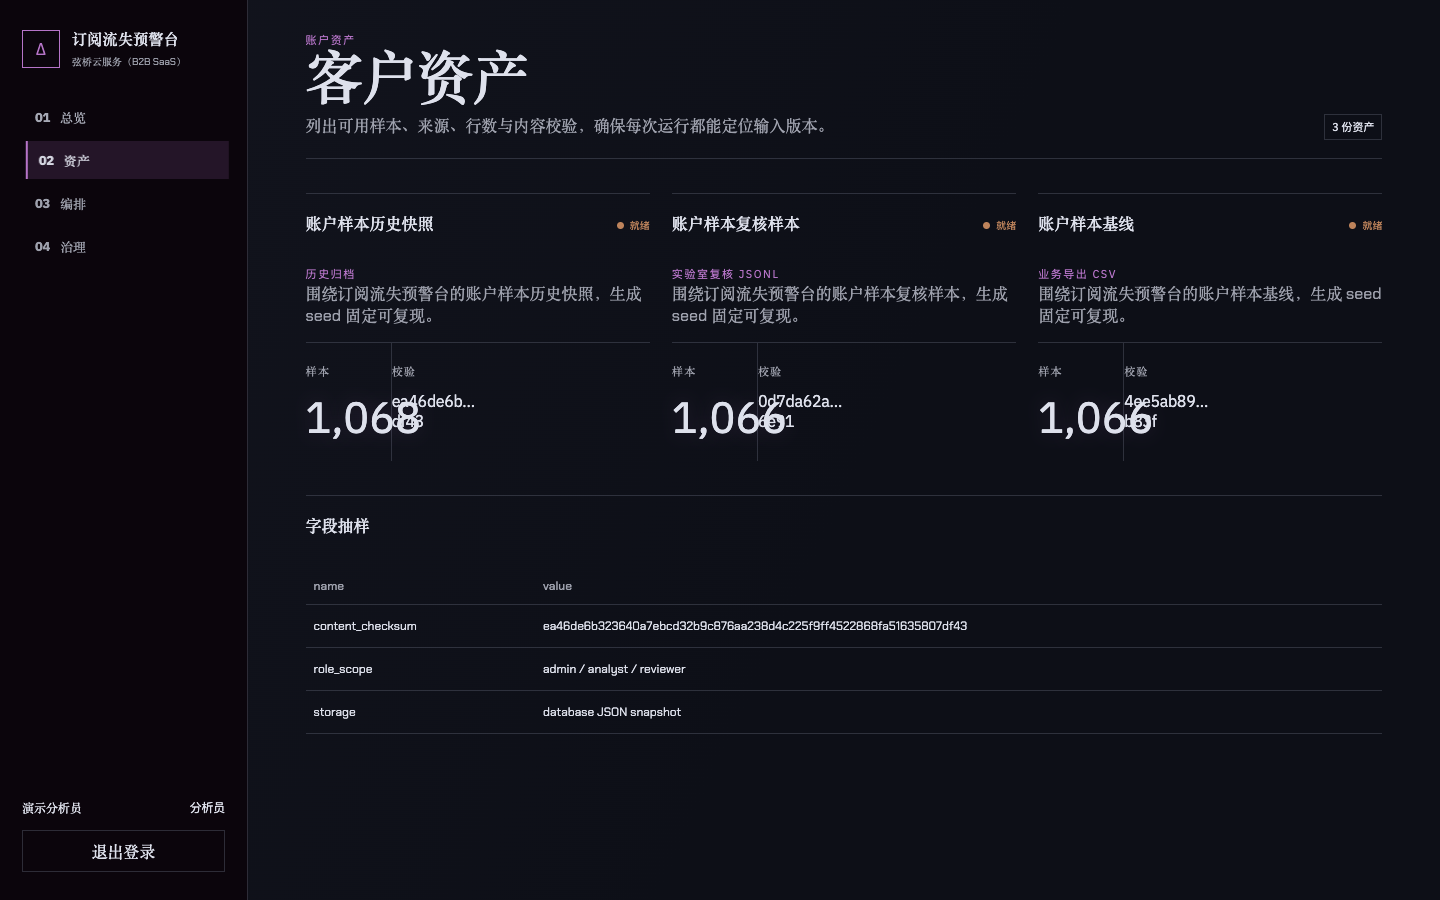 Δ
订阅流失预警台
弦桥云服务（B2B SaaS）
01 总览
02 资产
03 编排
04 治理
演示分析员
分析员
退出登录
账户资产
客户资产
列出可用样本、来源、行数与内容校验，确保每次运行都能定位输入版本。
3 份资产
账户样本历史快照
就绪
历史归档
围绕订阅流失预警台的账户样本历史快照，生成
seed 固定可复现。
样本
1,068
校验
ea46de6b...
df43
账户样本复核样本
就绪
实验室复核 JSONL
围绕订阅流失预警台的账户样本复核样本，生成
seed 固定可复现。
样本
1,066
校验
0d7da62a...
账户样本基线
就绪
业务导出 CSV
围绕订阅流失预警台的账户样本基线，生成 seed
固定可复现。
样本
1,066
校验
4ee5ab89...
字段抽样
name value
content_checksum ea46de6b323640a7ebcd32b9c876aa238d4c225f9ff4522868fa51635807df43
role_scope admin / analyst / reviewer
storage database JSON snapshot